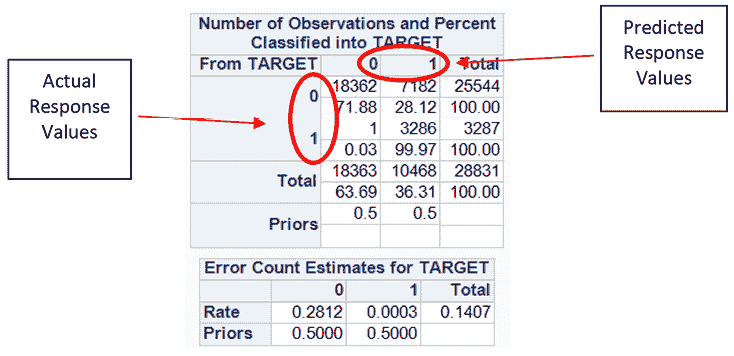 Number of Observations and Percent
Classified into TARGET
From TARGET 0 1 Total
0 18362 7182 25544
71.88 28.12 100.00
1 1 3286 3287
0.03 99.97 100.00
Total 18363 10468 28831
63.69 36.31 100.00
Priors 0.5 0.5
Actual
Response
Values
Predicted
Response
Values
Error Count Estimates for TARGET
0 1 Total
Rate 0.2812 0.0003 0.1407
Priors 0.5000 0.5000